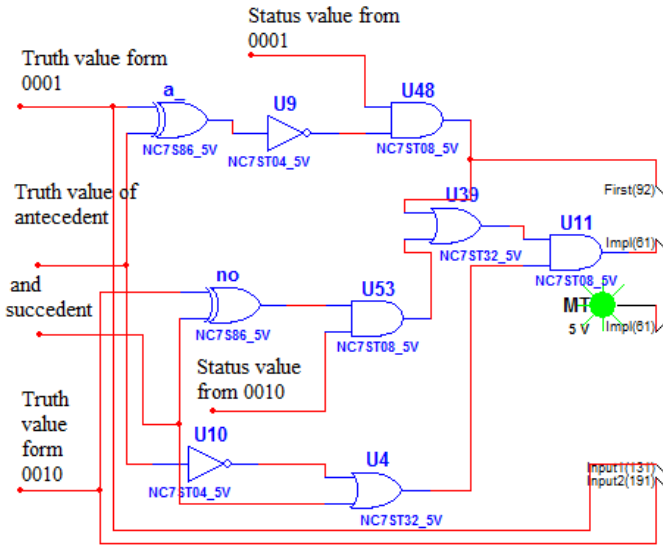 Status value from
0001
Truth value form
0001
a_
U9
U48
NC7S86_5V
NC7ST04_5V
NC7ST08_5V
Truth value of
antecedent
U39
First(92)
U11
Impl(61)
NC7ST32_5V
and
succedent
no
U53
NC7ST08_5V
MT
5 V
Impl(61)
NC7S86_5V
NC7ST08_5V
Status value
from 0010
Truth
value
form
0010
U10
U4
Input1(131)
Input2(191)
NC7ST04_5V
NC7ST32_5V